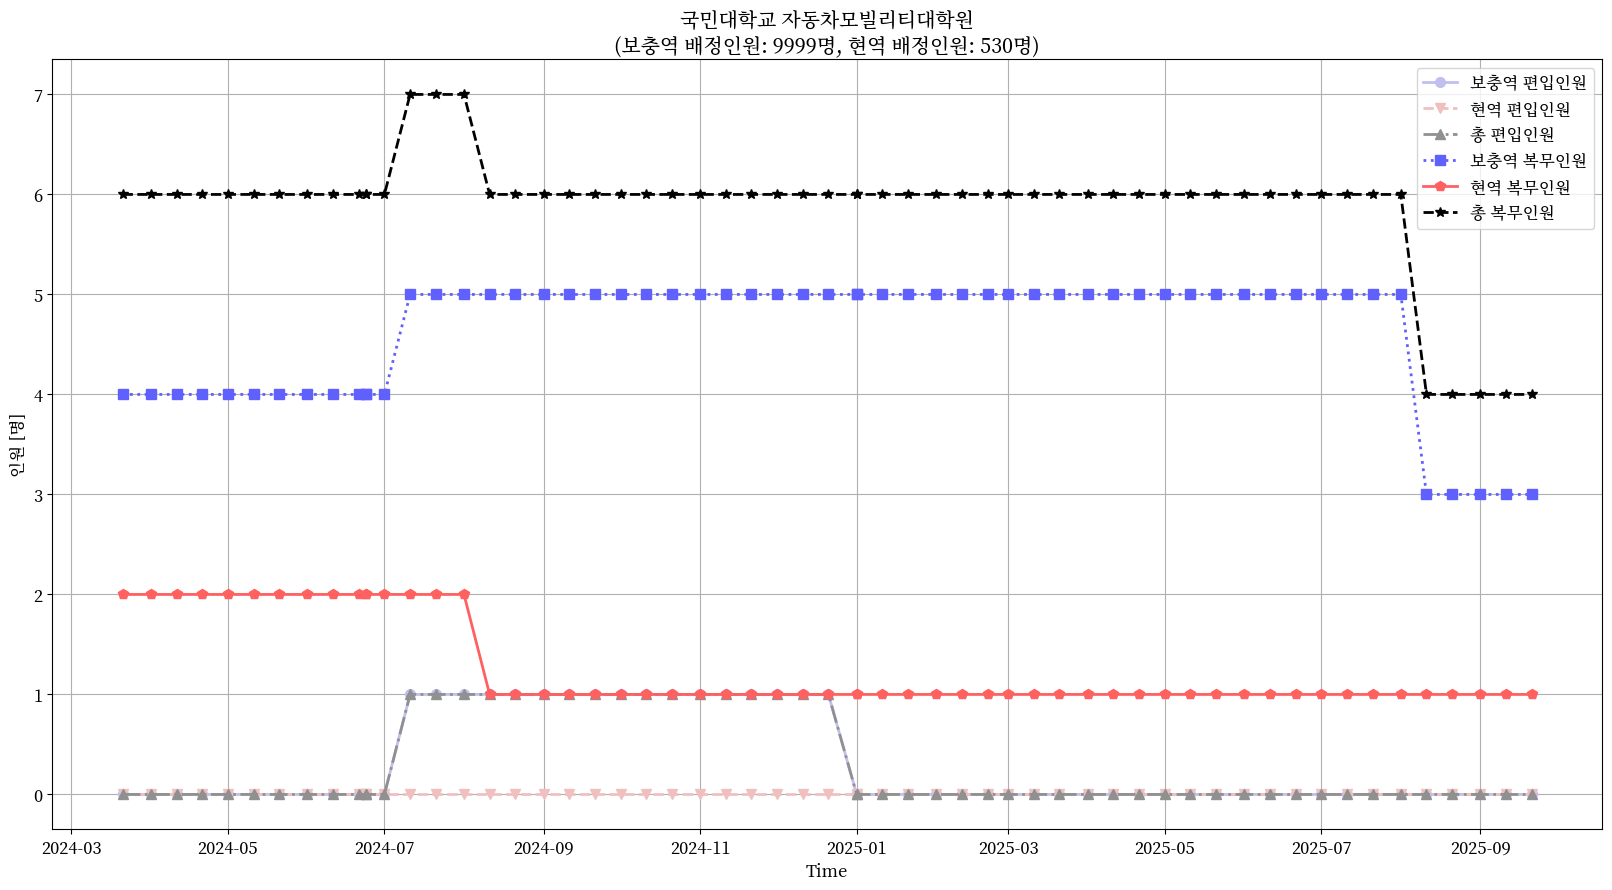 국민대학교 자동차모빌리티대학원
(보충역 배정인원: 9999명, 현역 배정인원: 530명)
보충역 편입인원
현역 편입인원
총 편입인원
보충역 복무인원
현역 복무인원
총 복무인원
인원 [명]
7
6
5
4
3
2
1
0
2024-03
2024-05
2024-07
2024-09
2024-11
2025-01
2025-03
2025-05
2025-07
2025-09
Time